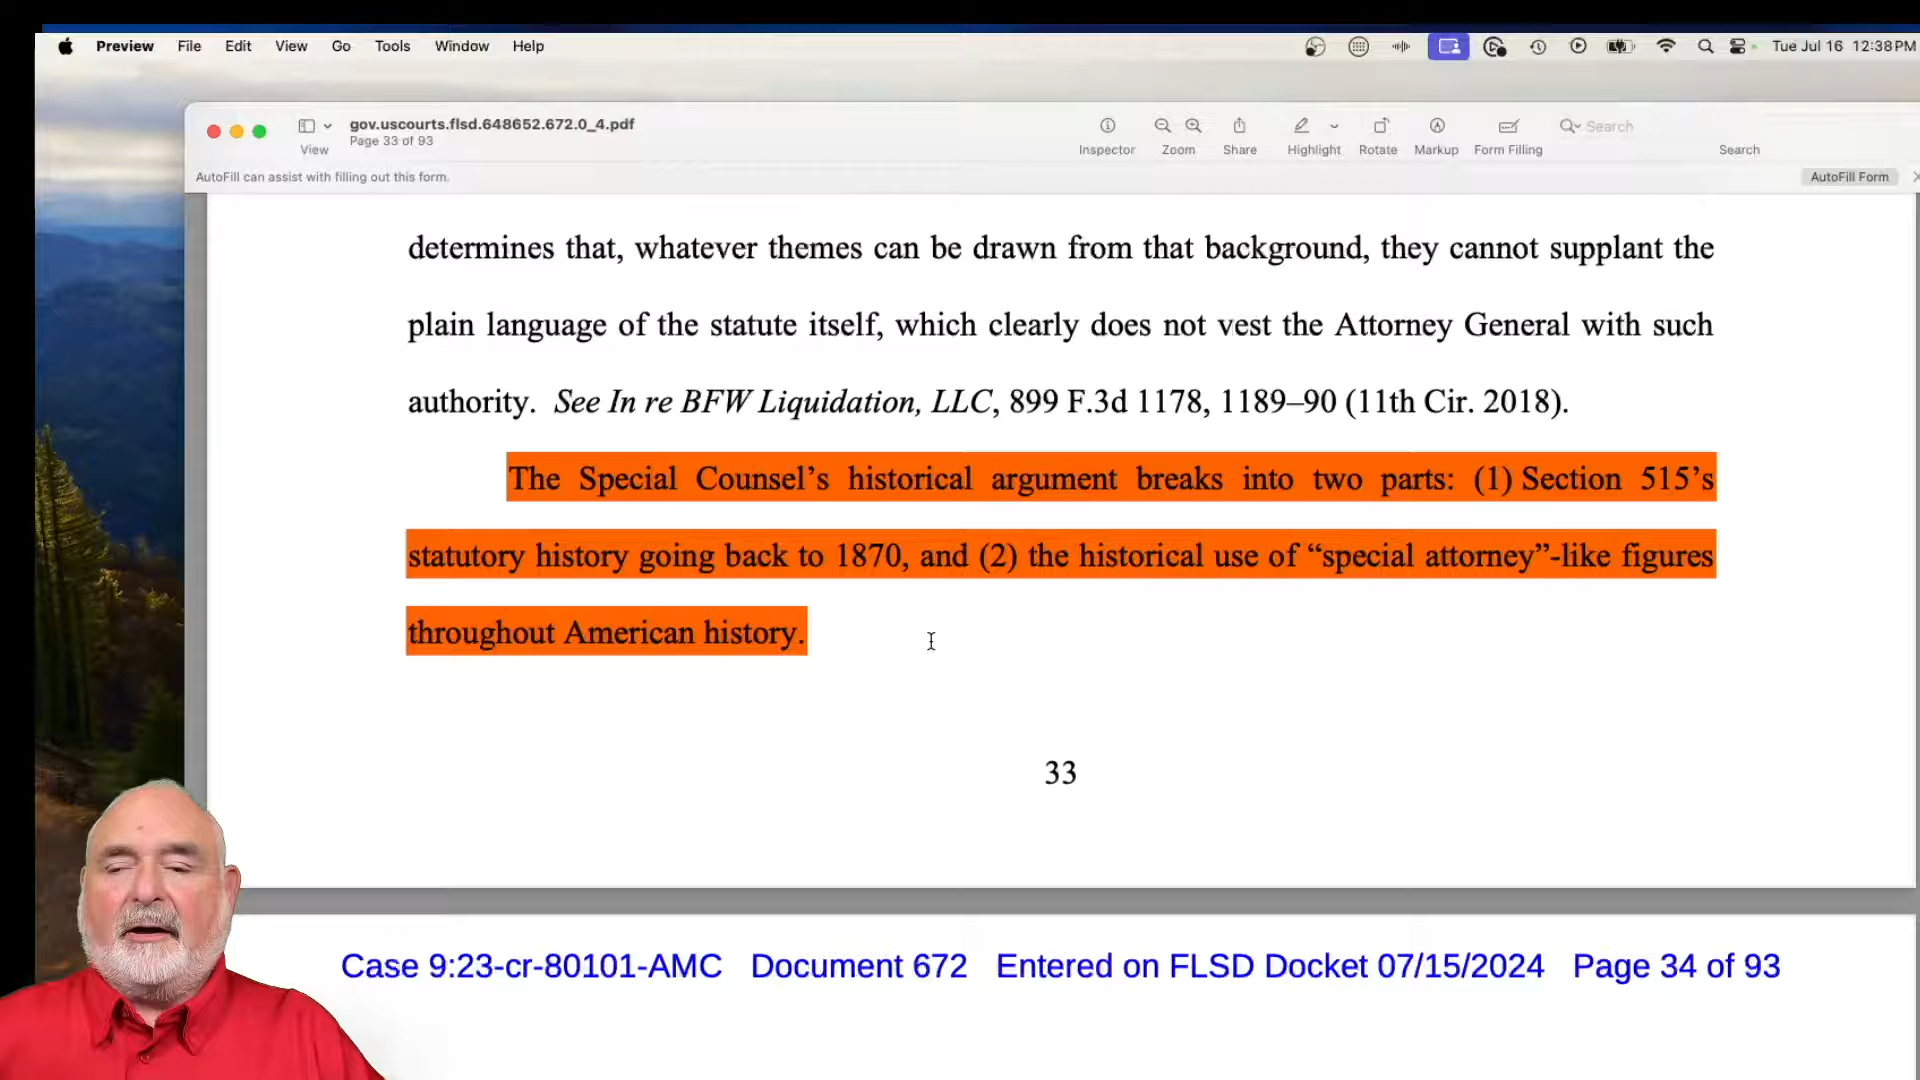 Preview File Edit View Go Tools Window Help
Tue Jul 16 12:38 PM
gov.uscourts.flsd.648652.672.0_4.pdf
Page 33 of 93
View
Inspector Zoom Share Highlight Rotate Markup Form Filling Search
Search
AutoFill can assist with filling out this form.
AutoFill Form
determines that, whatever themes can be drawn from that background, they cannot supplant the
plain language of the statute itself, which clearly does not vest the Attorney General with such
authority. See In re BFW Liquidation, LLC, 899 F.3d 1178, 1189–90 (11th Cir. 2018).
The Special Counsel’s historical argument breaks into two parts: (1) Section 515’s
statutory history going back to 1870, and (2) the historical use of “special attorney”-like figures
throughout American history.
33
Case 9:23-cr-80101-AMC Document 672 Entered on FLSD Docket 07/15/2024 Page 34 of 93